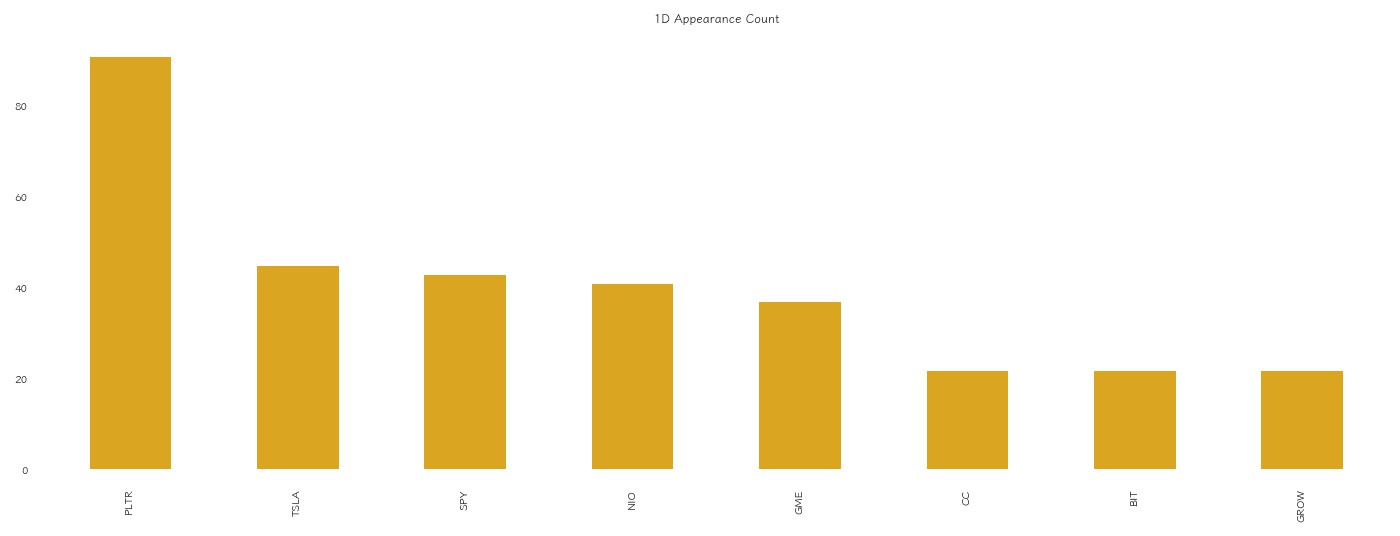 1D Appearance Count
80
60
40
20
0
PLTR
TSLA
SPY
NIO
GME
CC
BIT
GROW